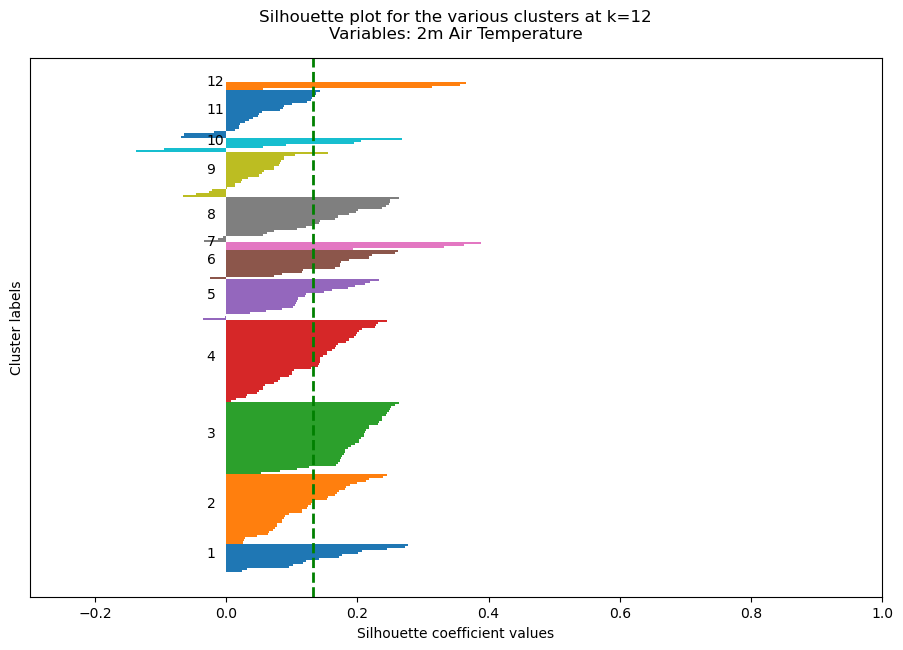 Silhouette plot for the various clusters at k=12
Variables: 2m Air Temperature
12
11
10
9
8
7
6
5
4
3
2
1
Cluster labels
−0.2 0.0 0.2 0.4 0.6 0.8 1.0
Silhouette coefficient values